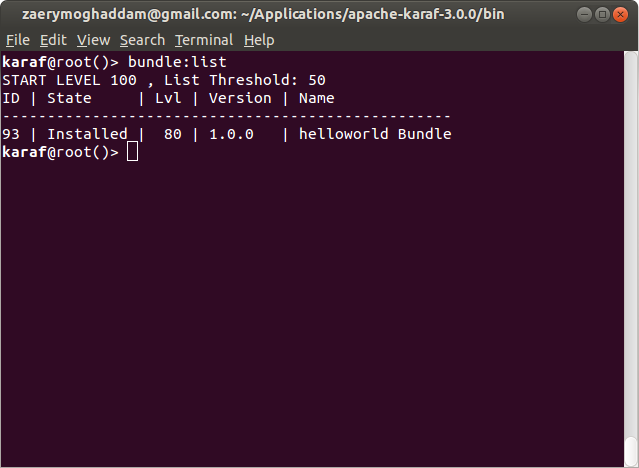 zaerymoghaddam@gmail.com: ~/Applications/apache-karaf-3.0.0/bin
File Edit View Search Terminal Help
karaf@root()> bundle:list
START LEVEL 100 , List Threshold: 50
ID | State     | Lvl | Version | Name
--------------------------------------------------
93 | Installed |  80 | 1.0.0   | helloworld Bundle
karaf@root()>